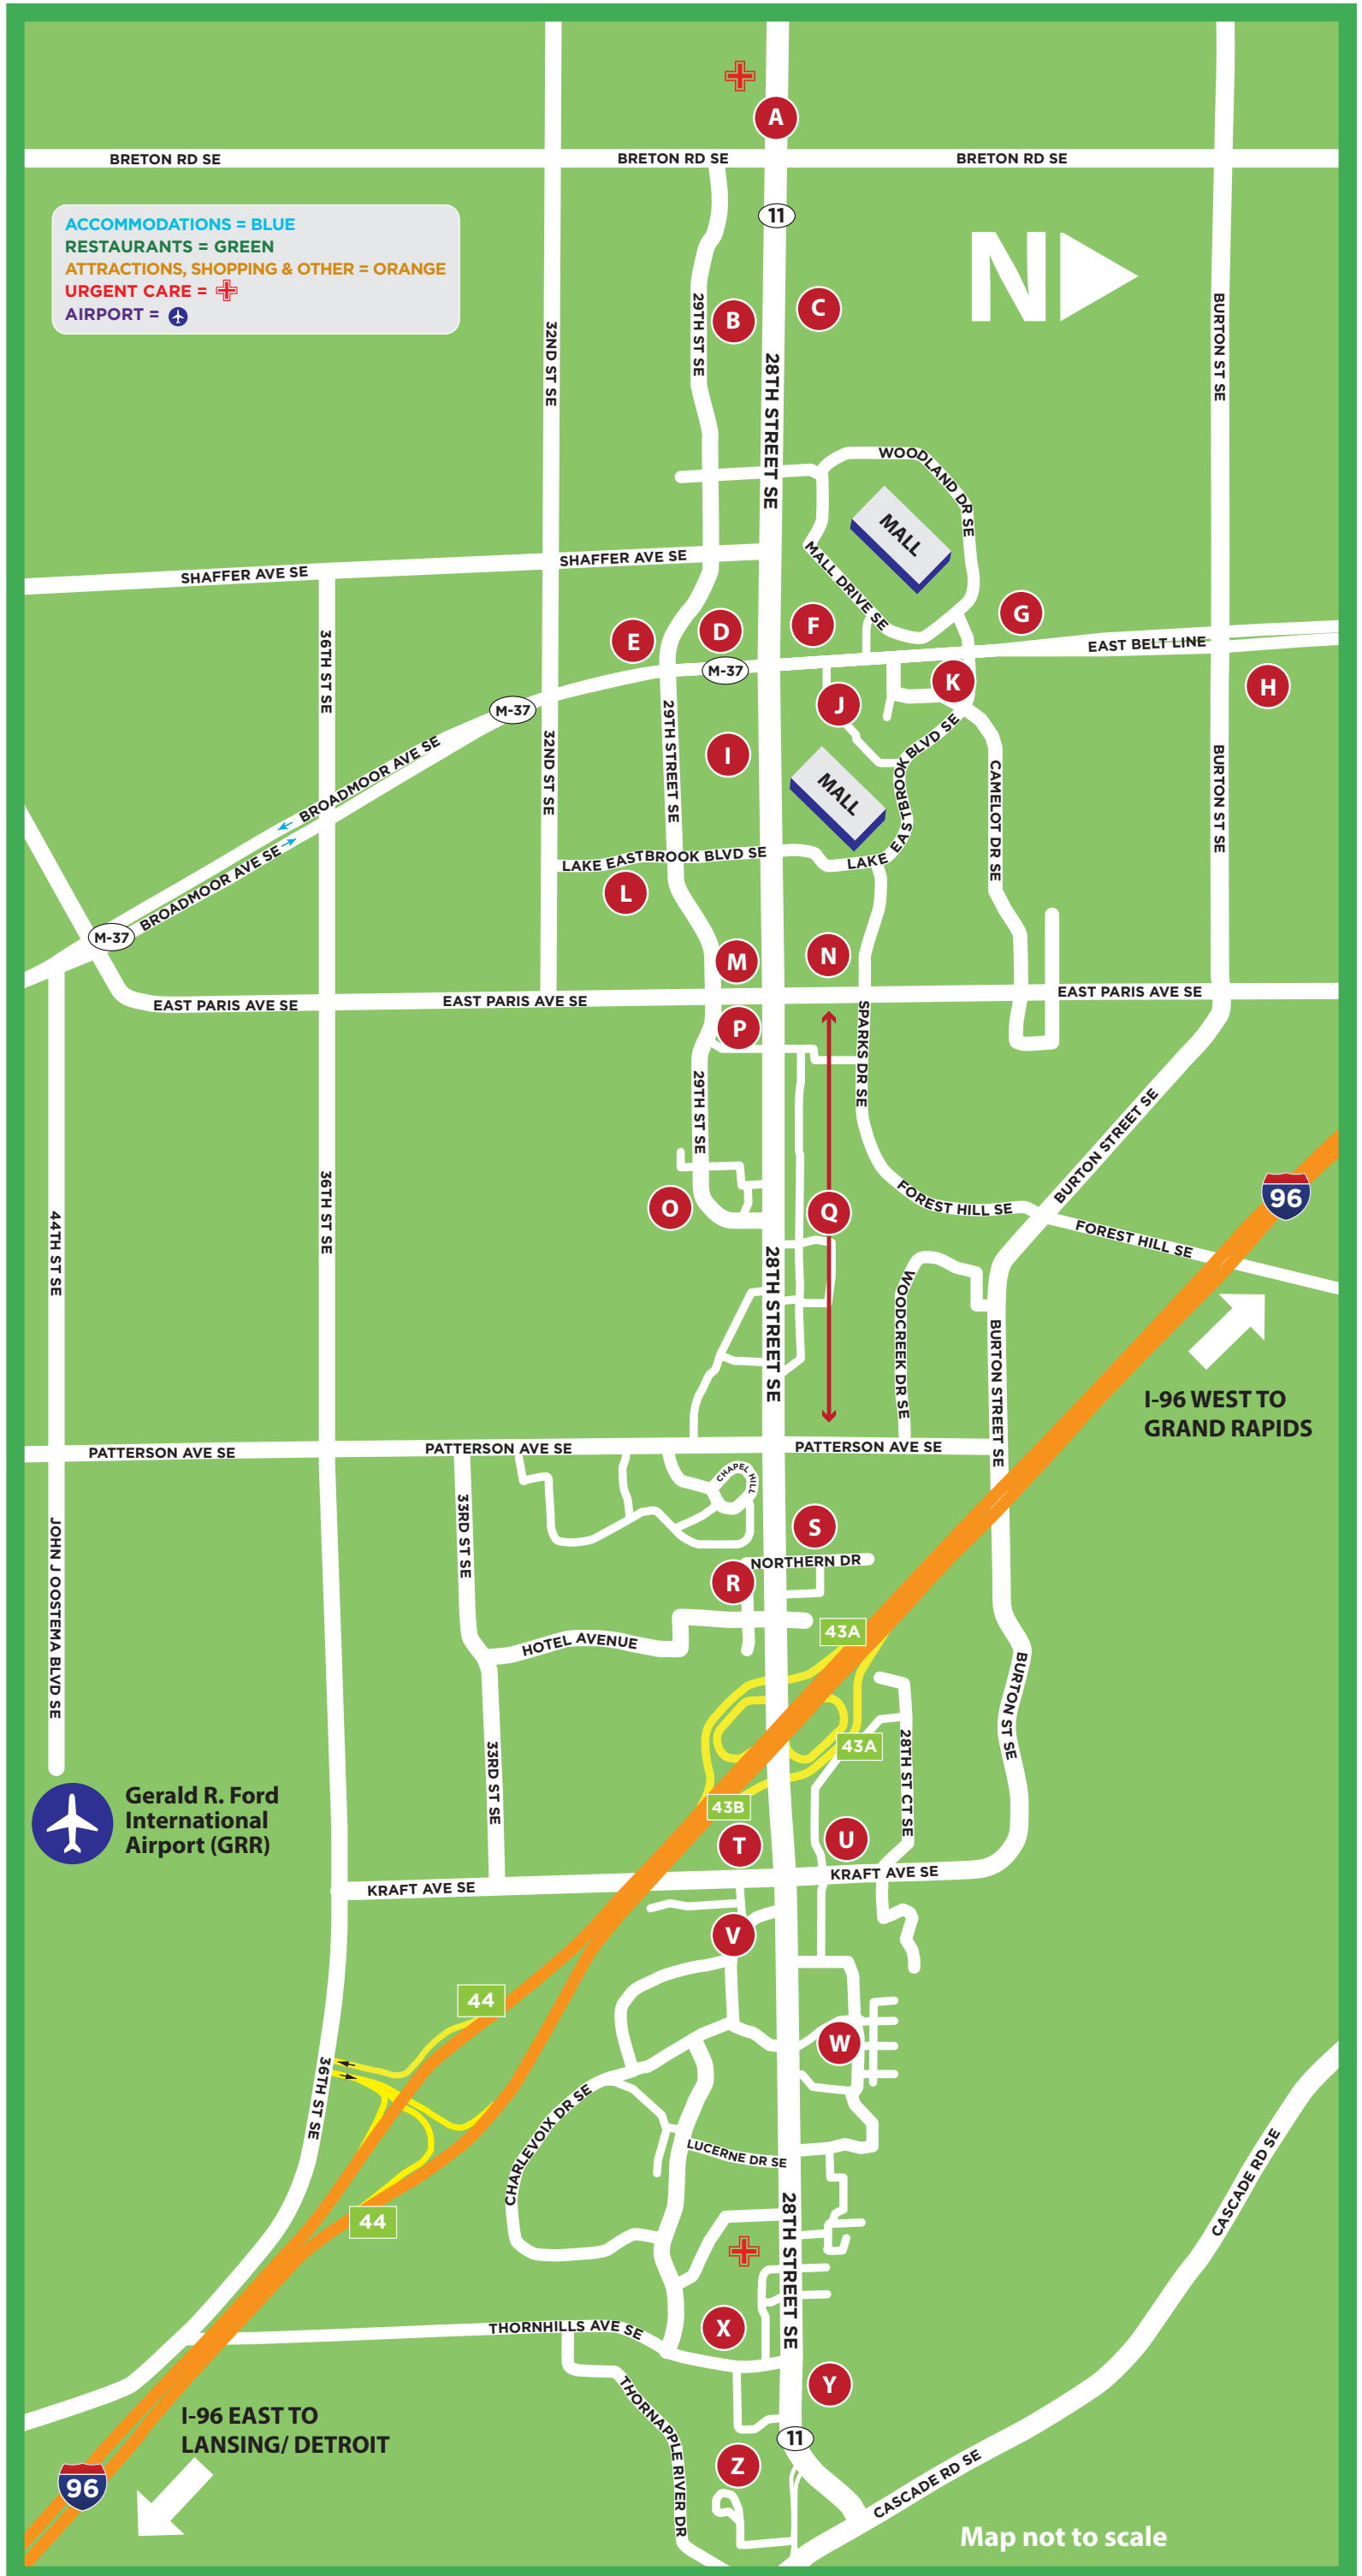 A
BRETON RD SE
BRETON RD SE
BRETON RD SE
11
ACCOMMODATIONS = BLUE
RESTAURANTS = GREEN
ATTRACTIONS, SHOPPING & OTHER = ORANGE
URGENT CARE =
AIRPORT =
N
B
C
29TH ST SE
32ND ST SE
28TH STREET SE
BURTON ST SE
WOODLAND DR SE
MALL
MALL DRIVE SE
SHAFFER AVE SE
SHAFFER AVE SE
36TH ST SE
E
D
F
G
EAST BELT LINE
M-37
K
H
M-37
J
I
29TH STREET SE
32ND ST SE
BROADMOOR AVE SE
BROADMOOR AVE SE
MALL
LAKE EASTBROOK BLVD SE
CAMELOT DR SE
BURTON ST SE
LAKE EASTBROOK BLVD SE
L
M-37
M
N
EAST PARIS AVE SE
EAST PARIS AVE SE
EAST PARIS AVE SE
P
SPARKS DR SE
29TH ST SE
BURTON STREET SE
36TH ST SE
44TH ST SE
O
Q
FOREST HILL SE
FOREST HILL SE
96
28TH STREET SE
WOODCREEK DR SE
BURTON STREET SE
I-96 WEST TO
GRAND RAPIDS
PATTERSON AVE SE
PATTERSON AVE SE
PATTERSON AVE SE
CHAPEL HILL
33RD ST SE
JOHN J OOSTEMA BLVD SE
S
NORTHERN DR
R
HOTEL AVENUE
43A
BURTON ST SE
43A
28TH ST CT SE
33RD ST SE
43B
Gerald R. Ford
International
Airport (GRR)
T
U
KRAFT AVE SE
KRAFT AVE SE
V
44
W
36TH ST SE
CHARLEVOIX DR SE
LUCERNE DR SE
CASCADE RD SE
44
28TH STREET SE
X
THORNHILLS AVE SE
Y
THORNAPPLE RIVER DR
I-96 EAST TO
LANSING/ DETROIT
11
Z
96
CASCADE RD SE
Map not to scale